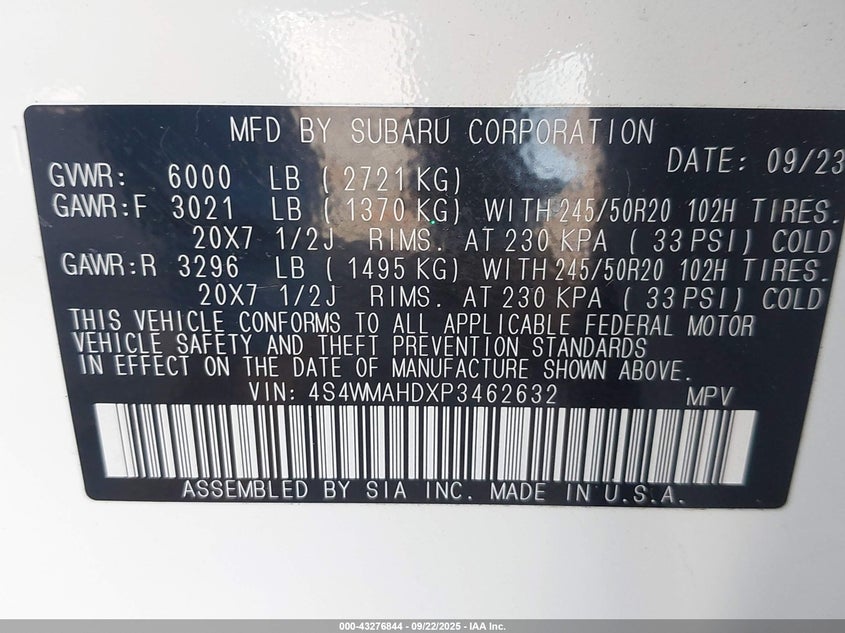 MFD BY SUBARU CORPORATION
DATE: 09/23
GVWR: 6000 LB ( 2721 KG)
GAWR:F 3021 LB ( 1370 KG) WITH 245/50R20 102H TIRES.
20X7 1/2J RIMS. AT 230 KPA ( 33 PSI) COLD
GAWR:R 3296 LB ( 1495 KG) WITH 245/50R20 102H TIRES.
20X7 1/2J RIMS. AT 230 KPA ( 33 PSI) COLD
THIS VEHICLE CONFORMS TO ALL APPLICABLE FEDERAL MOTOR
VEHICLE SAFETY AND THEFT PREVENTION STANDARDS
IN EFFECT ON THE DATE OF MANUFACTURE SHOWN ABOVE.
VIN: 4S4WMAHDXP3462632 MPV
ASSEMBLED BY SIA INC. MADE IN U.S.A.
000-43276844 - 09/22/2025 - IAA Inc.